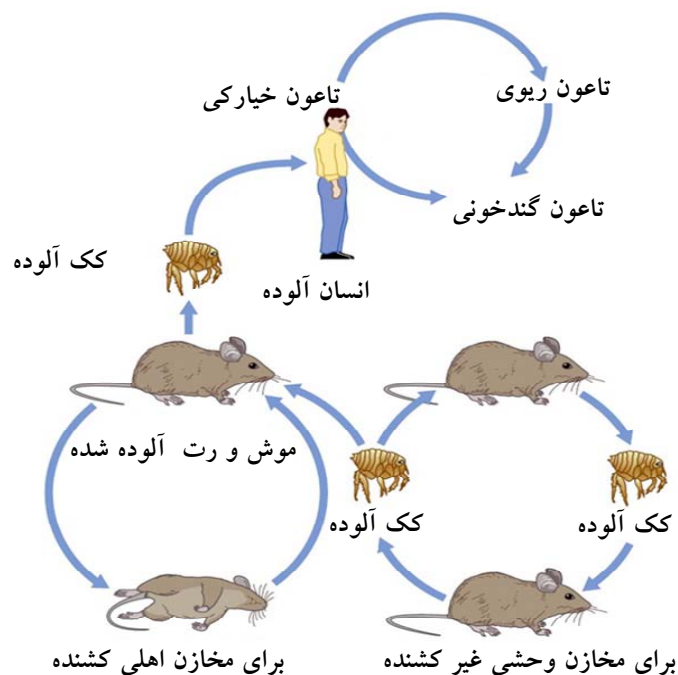 تاعون ریوی
تاعون خیارکی
تاعون گندخونی
کک آلوده
انسان آلوده
موش و رت آلوده شده
کک آلوده
کک آلوده
برای مخازن وحشی غیر کشنده
برای مخازن اهلی کشنده